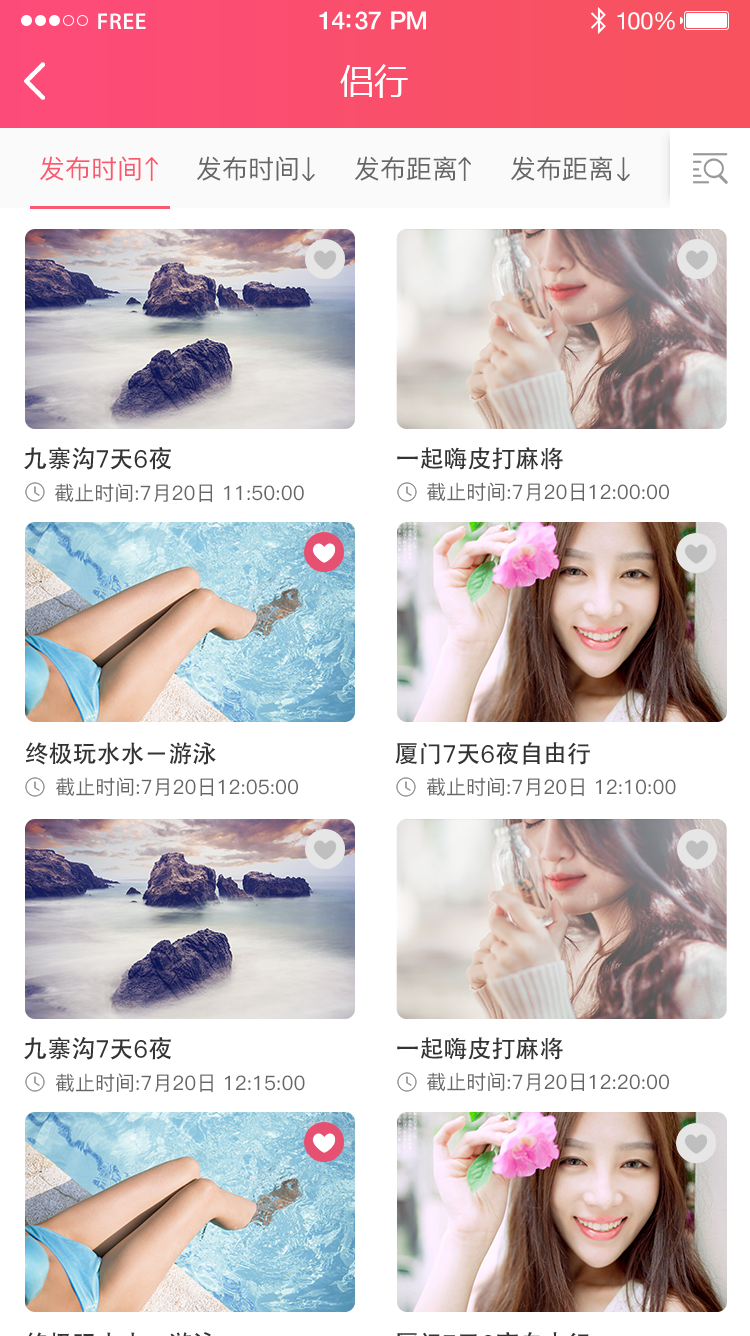 FREE 14:37 PM 100%
侣行
发布时间↑ 发布时间↓ 发布距离↑ 发布距离↓
九寨沟7天6夜
截止时间:7月20日 11:50:00
一起嗨皮打麻将
截止时间:7月20日12:00:00
终极玩水水－游泳
截止时间:7月20日12:05:00
厦门7天6夜自由行
截止时间:7月20日 12:10:00
九寨沟7天6夜
截止时间:7月20日 12:15:00
一起嗨皮打麻将
截止时间:7月20日12:20:00